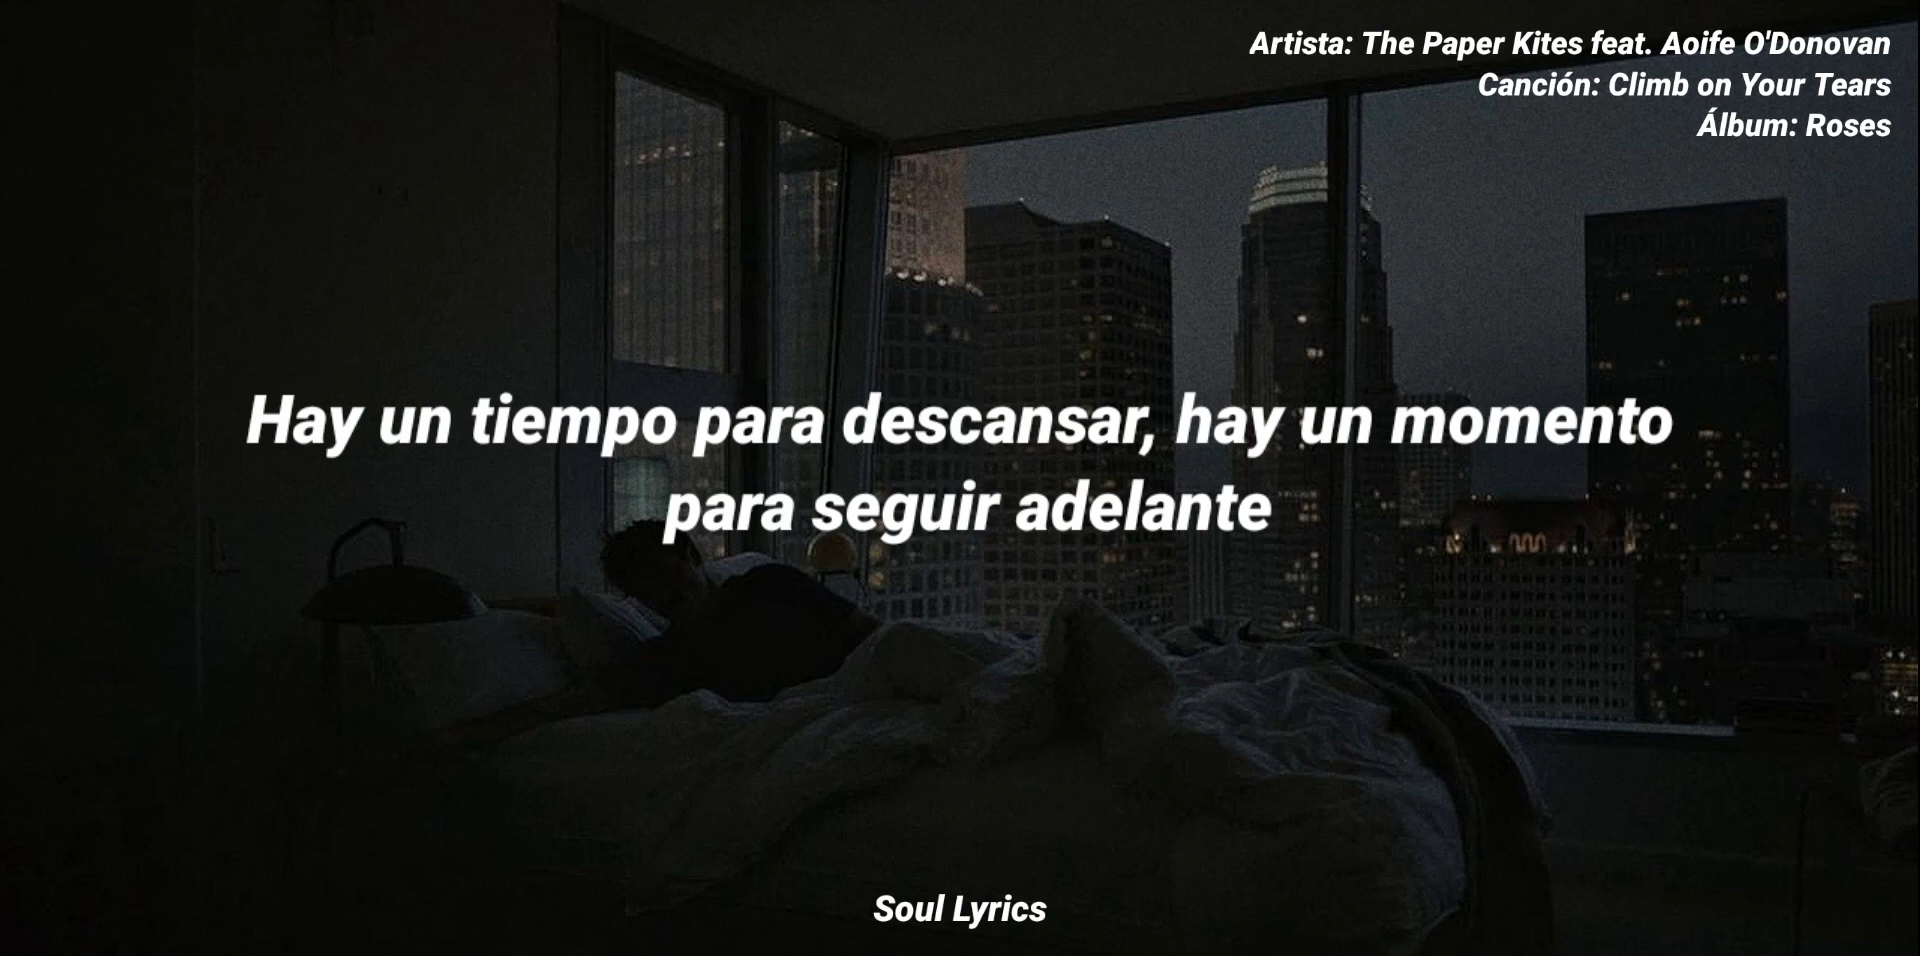 Artista: The Paper Kites feat. Aoife O'Donovan
Canción: Climb on Your Tears
Álbum: Roses
Hay un tiempo para descansar, hay un momento
para seguir adelante
Soul Lyrics